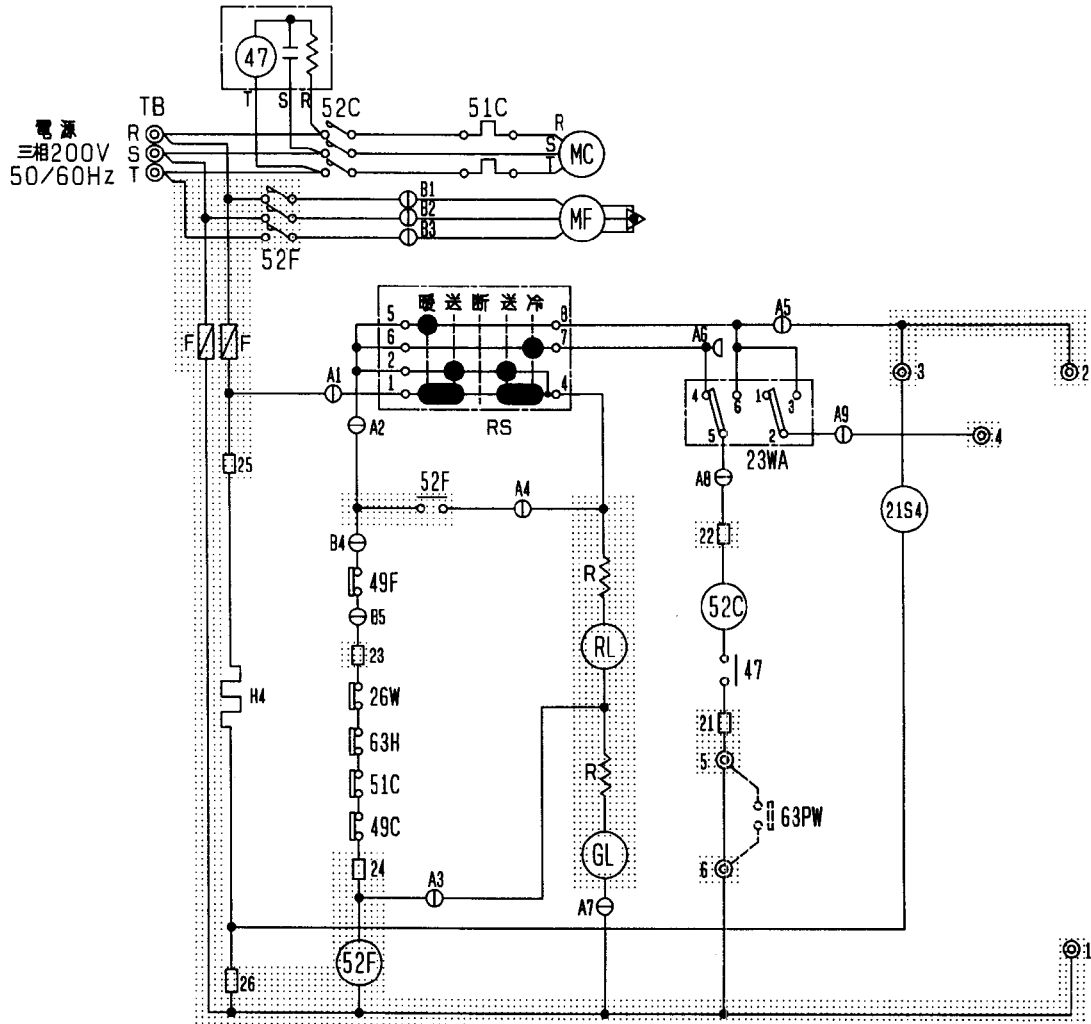 47
T S R
TB
52C
51C
電源
三相200V
50/60Hz
R
S
T
R
S
T
MC
B1
B2
B3
MF
52F
暖 送 断 送 冷
5
6
2
1
8
7
4
RS
F
F
A1
A2
A5
A6
3
2
4
6
1
3
5
2
A9
4
23WA
A8
25
52F
A4
21S4
22
B4
49F
R
52C
B5
RL
23
47
26W
H4
21
63H
5
R
51C
63PW
49C
GL
24
6
A3
A7
52F
1
26